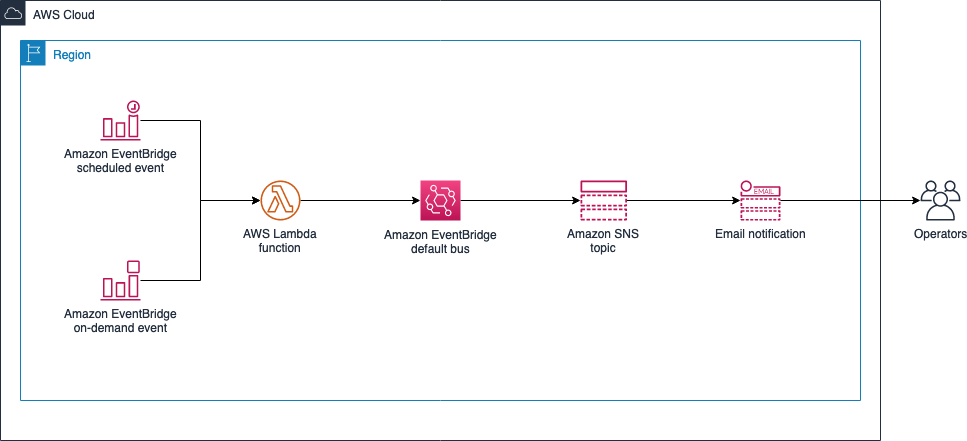 AWS Cloud
Region
Amazon EventBridge
scheduled event
Amazon EventBridge
on-demand event
AWS Lambda
function
Amazon EventBridge
default bus
Amazon SNS
topic
EMAIL
Email notification
Operators